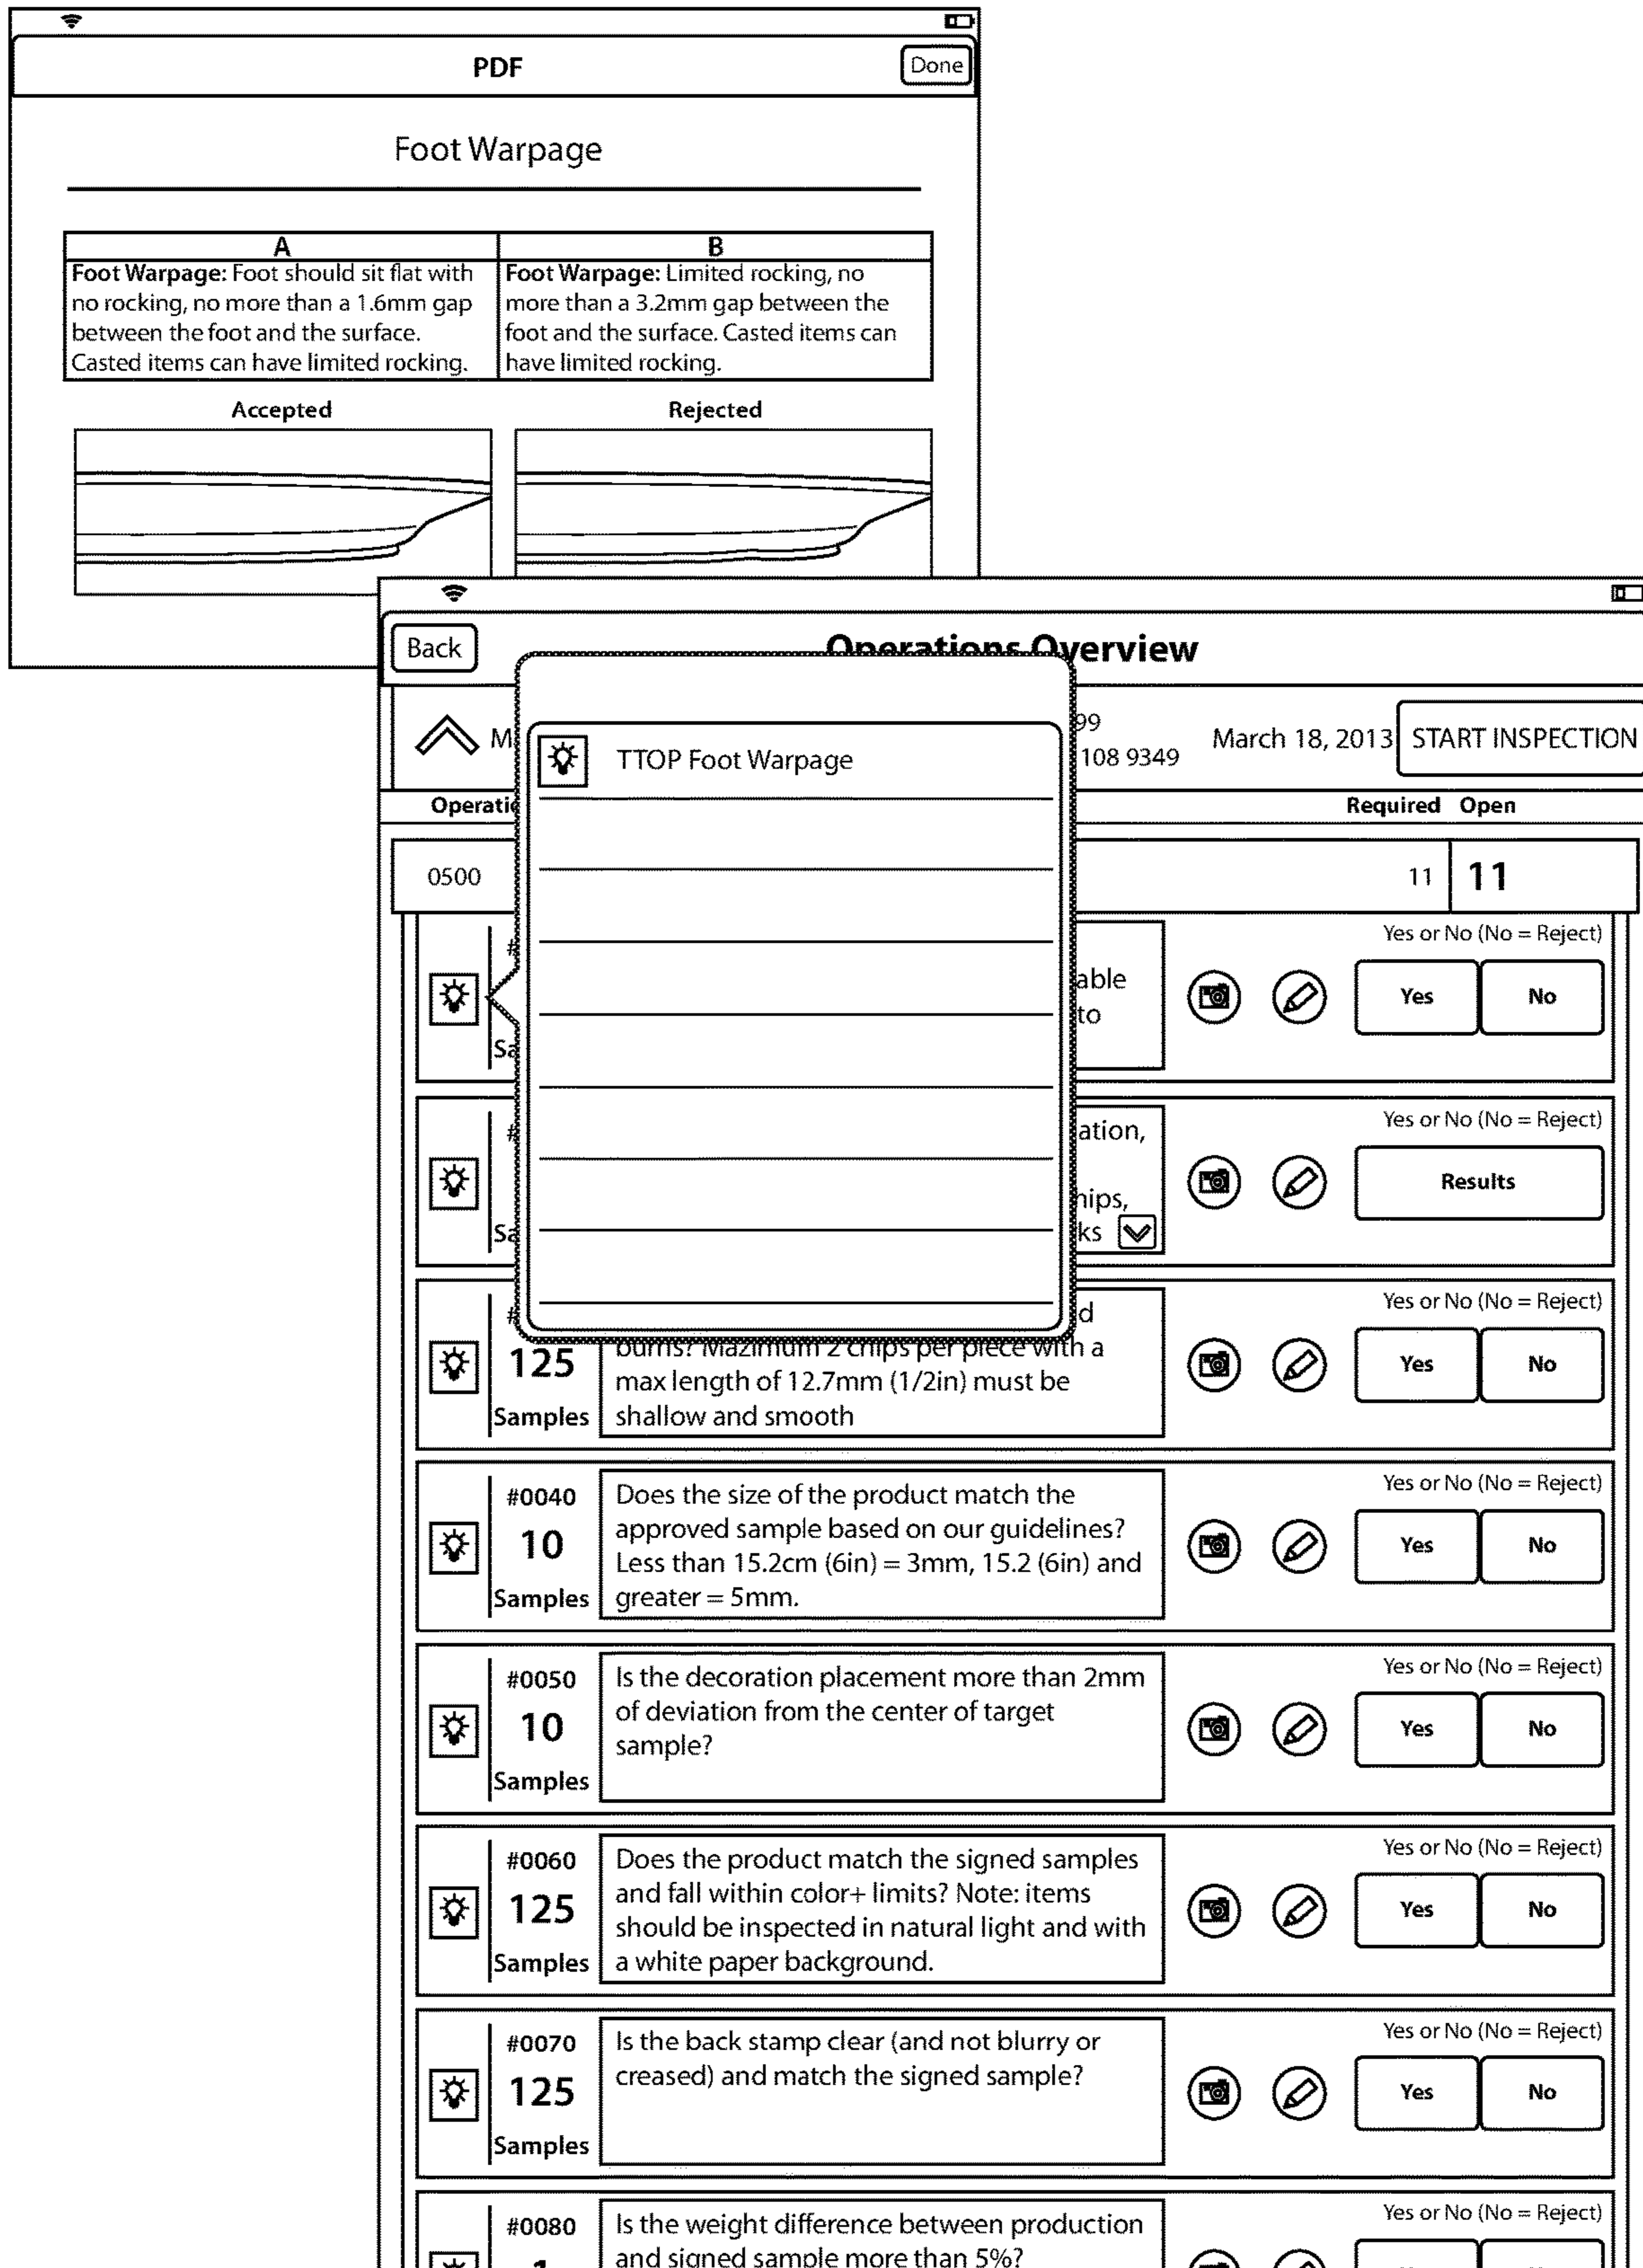 PDF
Done
Foot Warpage
A
B
Foot Warpage: Foot should sit flat with
no rocking, no more than a 1.6mm gap
between the foot and the surface.
Casted items can have limited rocking.
Foot Warpage: Limited rocking, no
more than a 3.2mm gap between the
foot and the surface. Casted items can
have limited rocking.
Accepted
Rejected
Back
Operations Overview
99
108 9349
March 18, 2013
START INSPECTION
Required Open
TTOP Foot Warpage
0500
11
11
able
to
Yes or No (No = Reject)
Yes
No
ation,
hips,
ks
Yes or No (No = Reject)
Results
d
125
Samples
burns? Mazimum 2 chips per piece with a
max length of 12.7mm (1/2in) must be
shallow and smooth
Yes or No (No = Reject)
Yes
No
#0040
10
Samples
Does the size of the product match the
approved sample based on our guidelines?
Less than 15.2cm (6in) = 3mm, 15.2 (6in) and
greater = 5mm.
Yes or No (No = Reject)
Yes
No
#0050
10
Samples
Is the decoration placement more than 2mm
of deviation from the center of target
sample?
Yes or No (No = Reject)
Yes
No
#0060
125
Samples
Does the product match the signed samples
and fall within color+ limits? Note: items
should be inspected in natural light and with
a white paper background.
Yes or No (No = Reject)
Yes
No
#0070
125
Samples
Is the back stamp clear (and not blurry or
creased) and match the signed sample?
Yes or No (No = Reject)
Yes
No
#0080
Is the weight difference between production
and signed sample more than 5%?
Yes or No (No = Reject)